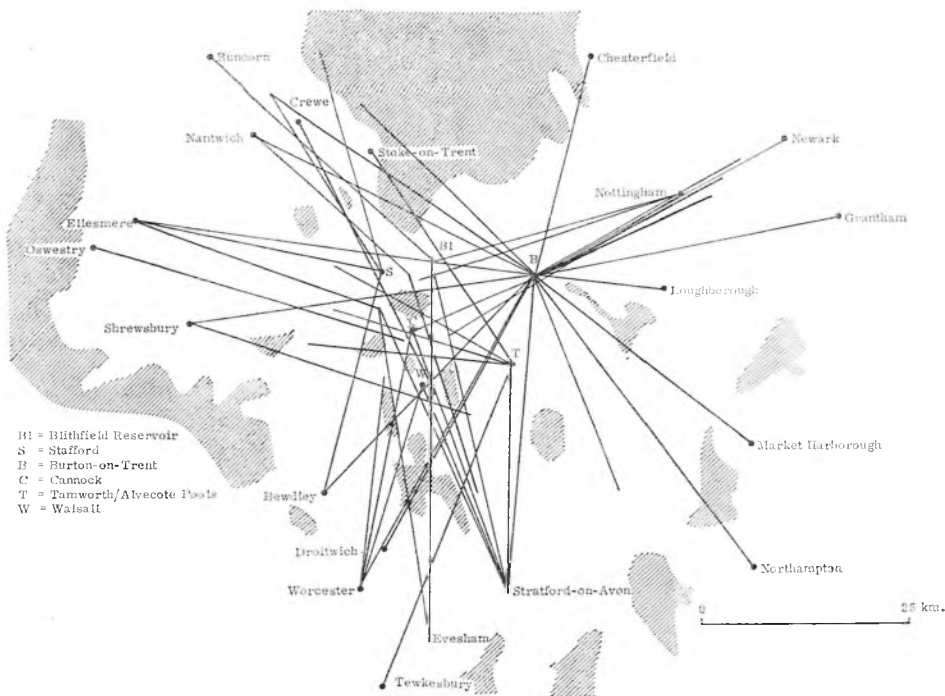 Runcorn
Chesterfield
Crewe
Nantwich
Stoke-on-Trent
Newark
Nottingham
Ellesmere
Grantham
Oswestry
Bl
B
S
Loughborough
Shrewsbury
C
T
W
Bl = Blithfield Reservoir
S = Stafford
B = Burton-on-Trent
C = Cannock
T = Tamworth/Alvecote Pools
W = Walsall
Market Harborough
Bewdley
Droitwich
Northampton
Worcester
Stratford-on-Avon
0 25 km.
Evesham
Tewkesbury